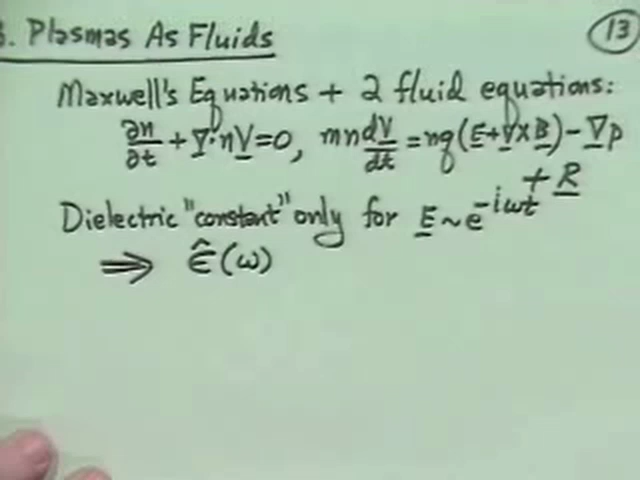 3. Plasmas As Fluids
13
Maxwell's Equations + 2 fluid equations:
∂n/∂t + ∇·nV=0, mn dV/dt = nq(E+V×B) − ∇p
+ R
Dielectric "constant" only for E~e^-iωt
⇒ ε̂(ω)